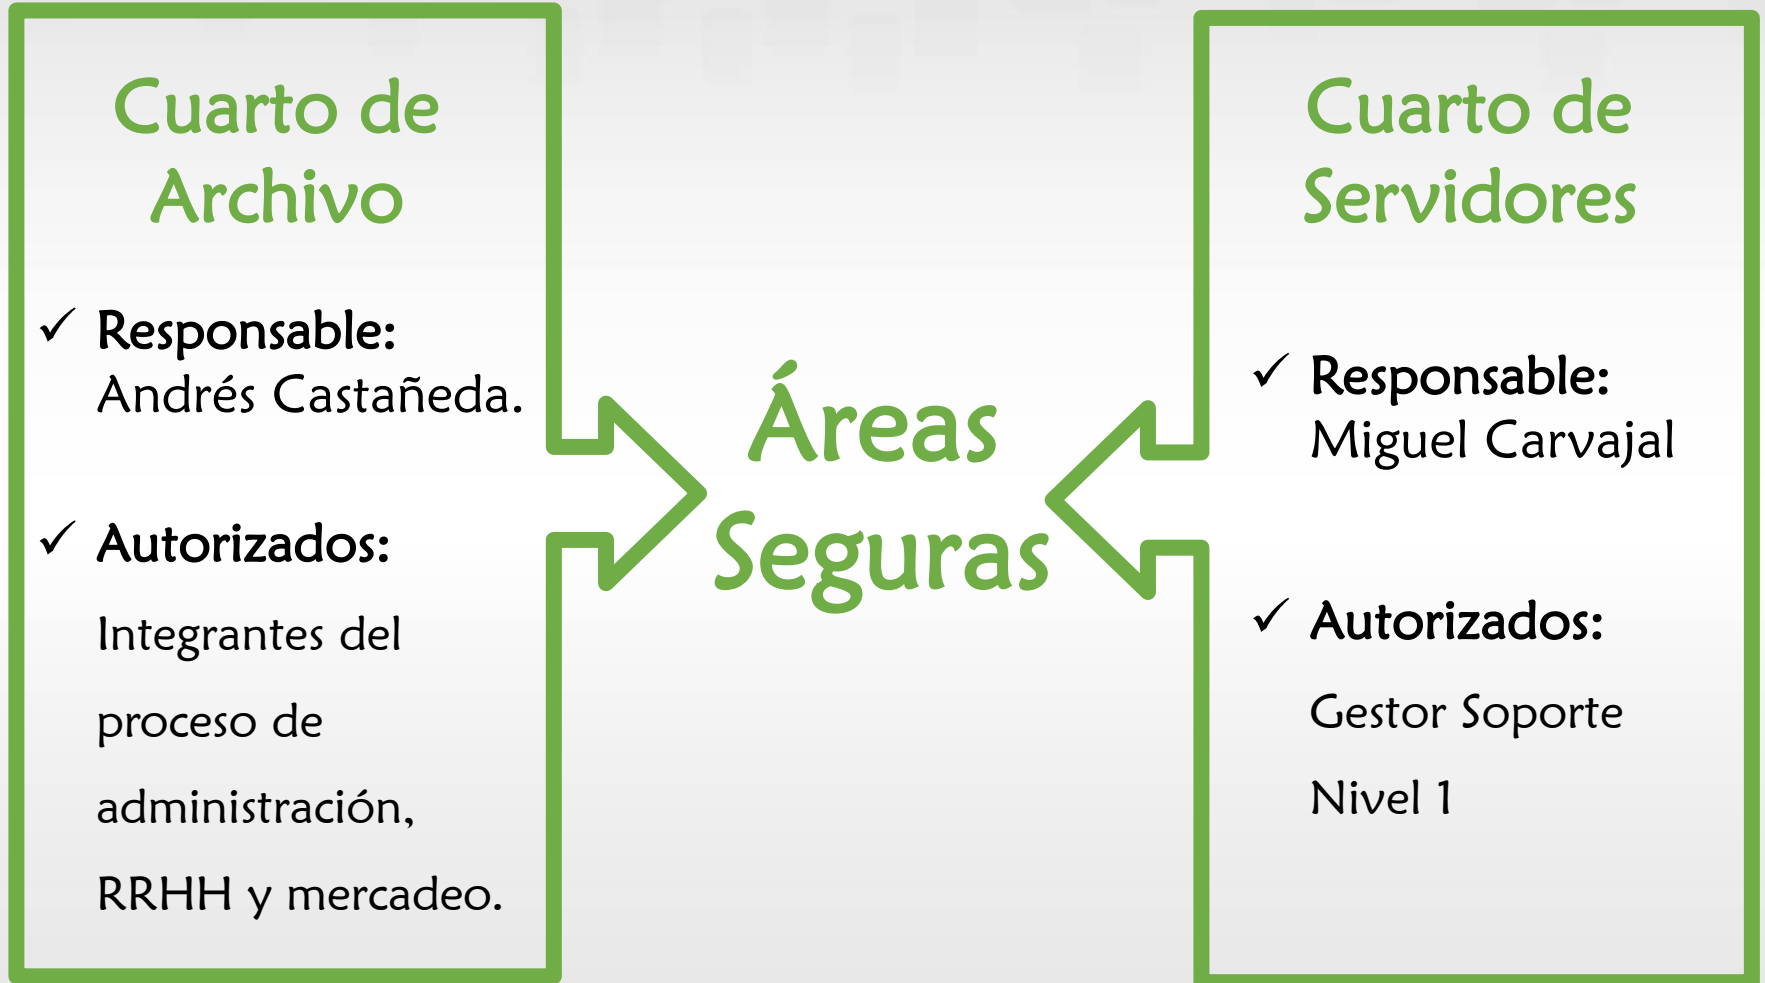 Cuarto de
Archivo
✓ Responsable:
Andrés Castañeda.
✓ Autorizados:
Integrantes del
proceso de
administración,
RRHH y mercadeo.
Áreas
Seguras
Cuarto de
Servidores
✓ Responsable:
Miguel Carvajal
✓ Autorizados:
Gestor Soporte
Nivel 1